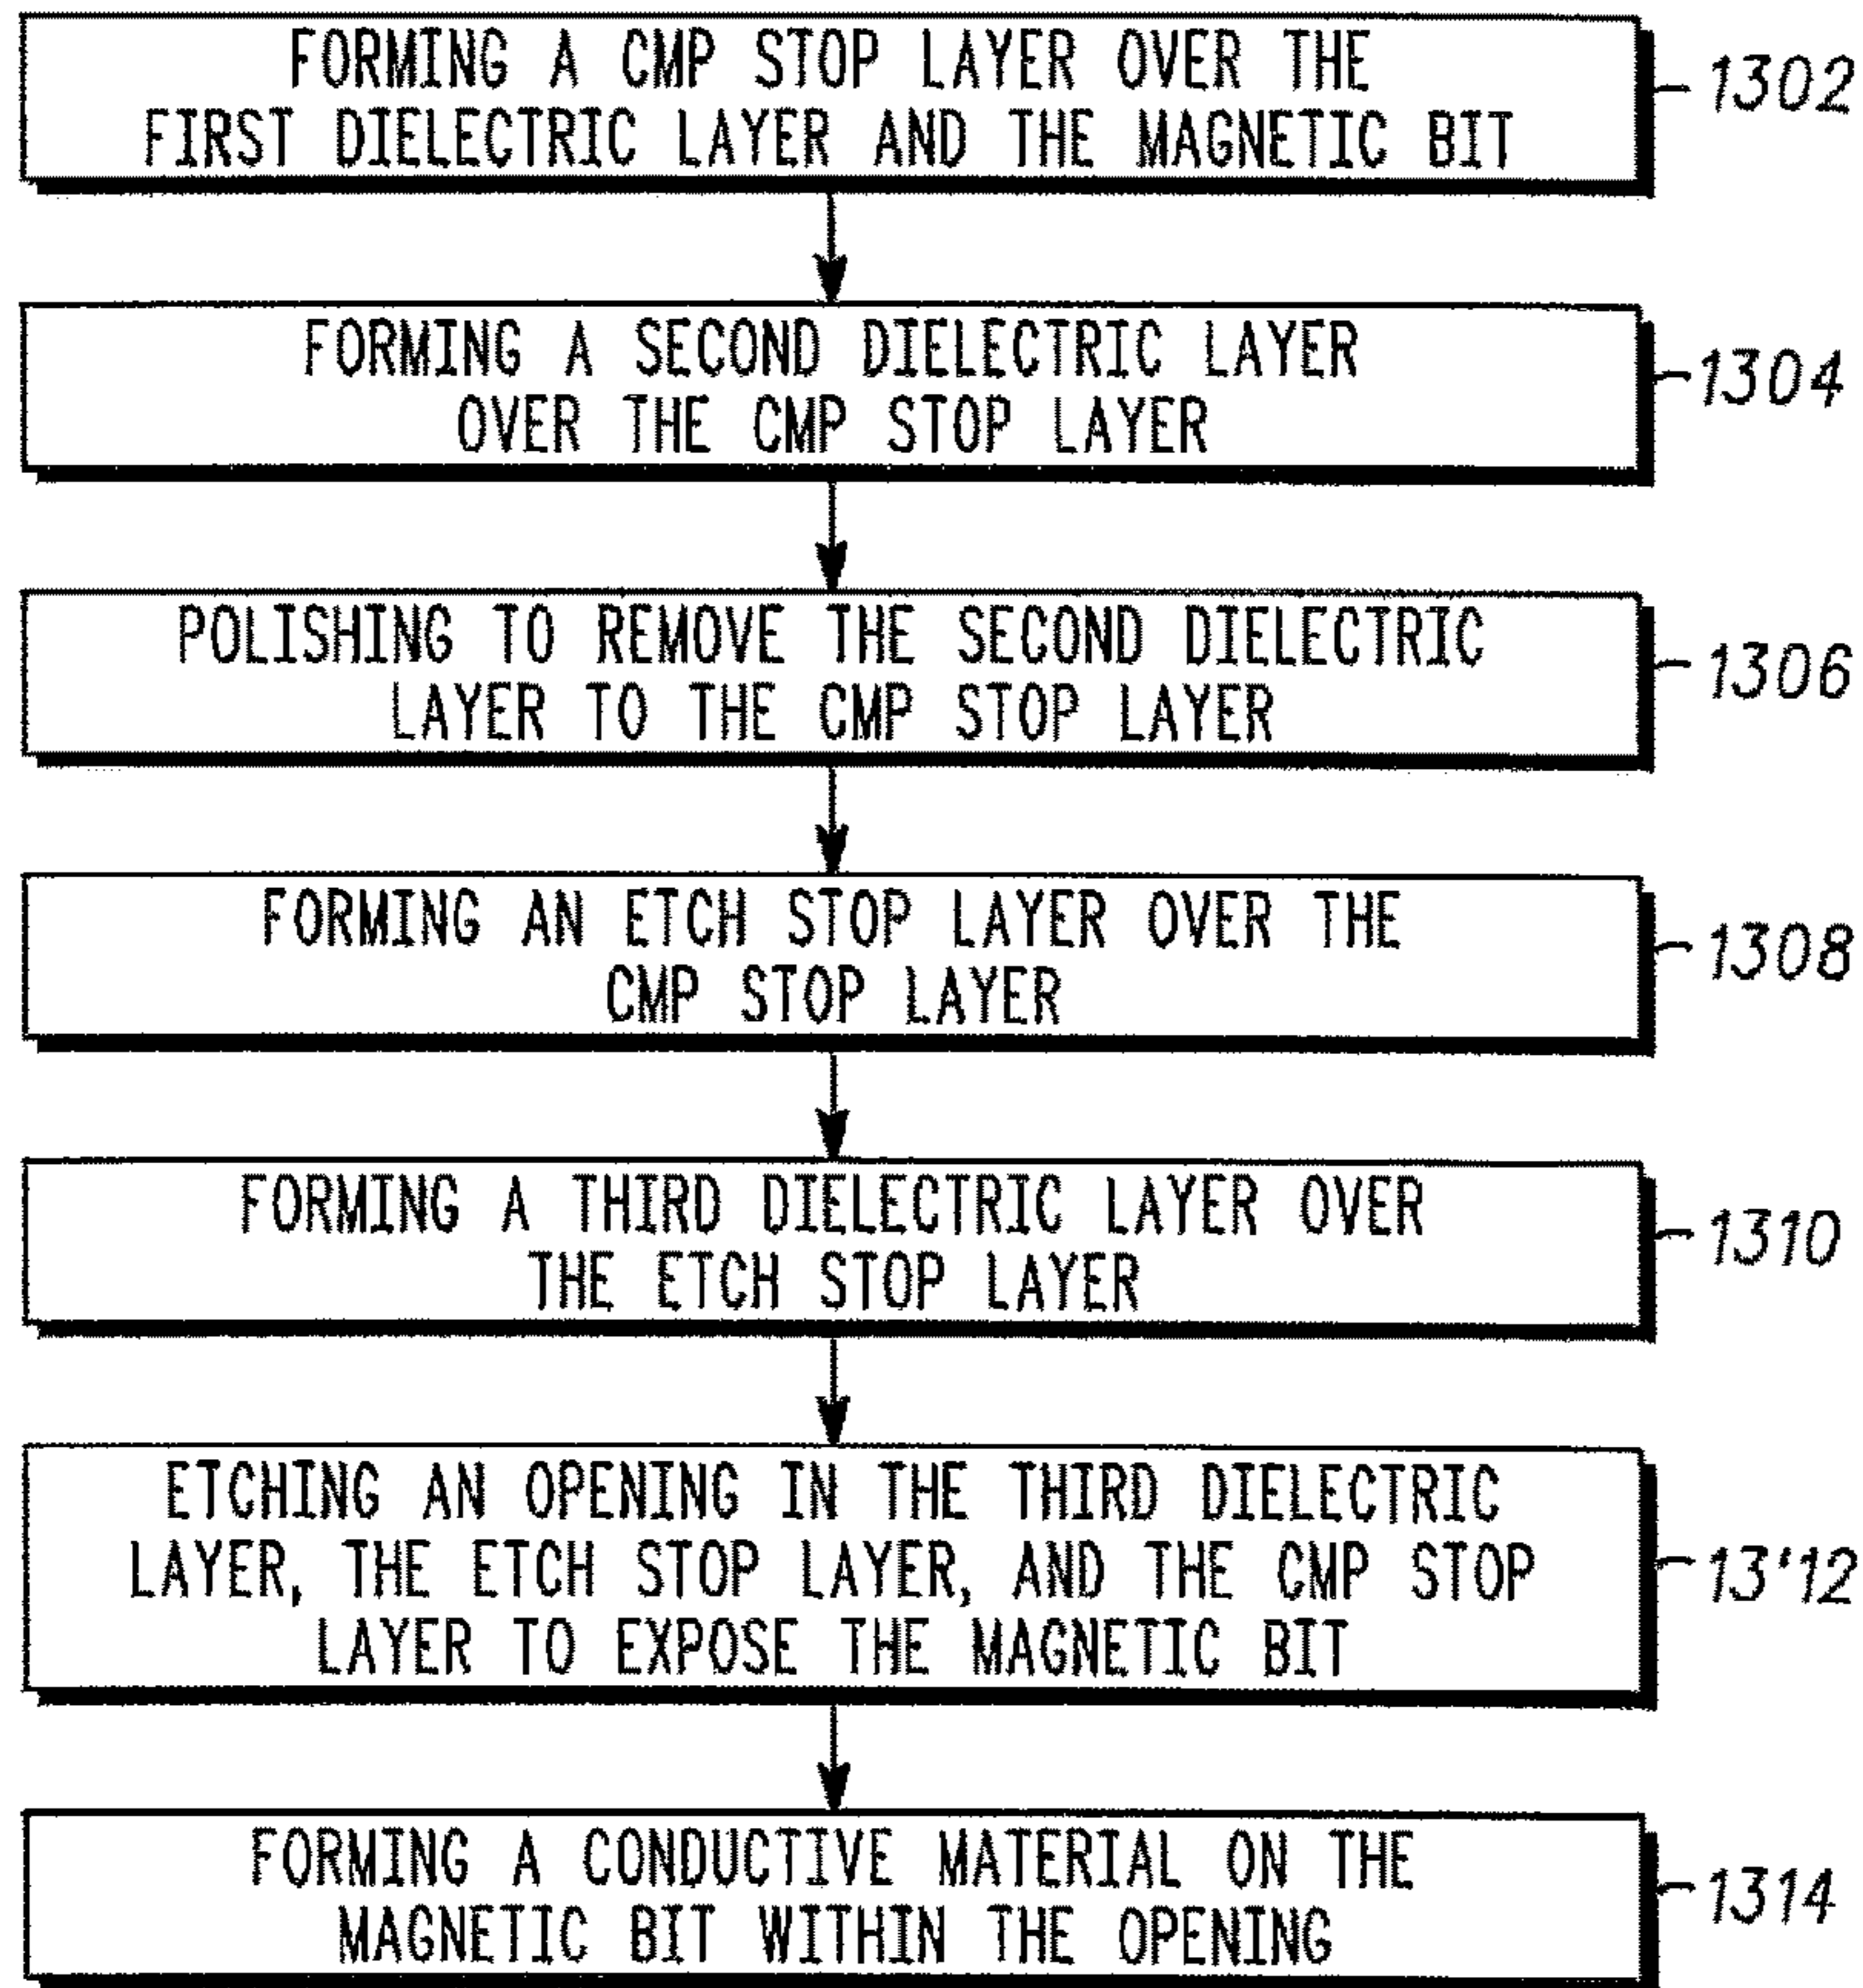 FORMING A CMP STOP LAYER OVER THE
FIRST DIELECTRIC LAYER AND THE MAGNETIC BIT
1302
FORMING A SECOND DIELECTRIC LAYER
OVER THE CMP STOP LAYER
1304
POLISHING TO REMOVE THE SECOND DIELECTRIC
LAYER TO THE CMP STOP LAYER
1306
FORMING AN ETCH STOP LAYER OVER THE
CMP STOP LAYER
1308
FORMING A THIRD DIELECTRIC LAYER OVER
THE ETCH STOP LAYER
1310
ETCHING AN OPENING IN THE THIRD DIELECTRIC
LAYER, THE ETCH STOP LAYER, AND THE CMP STOP
LAYER TO EXPOSE THE MAGNETIC BIT
13'12
FORMING A CONDUCTIVE MATERIAL ON THE
MAGNETIC BIT WITHIN THE OPENING
1314